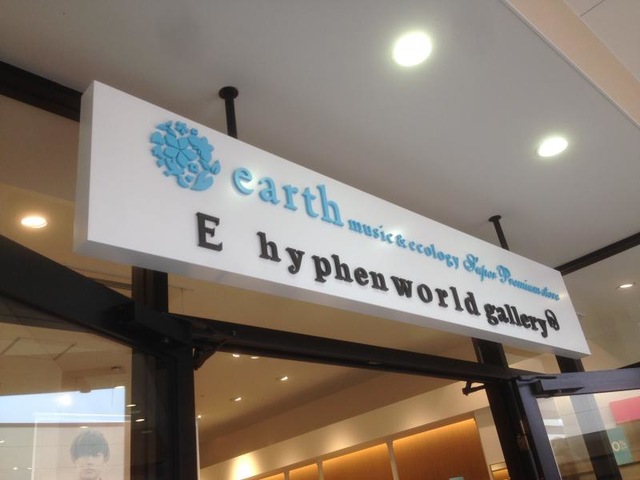 earth music & ecology Super Premium store
E hyphen world gallery